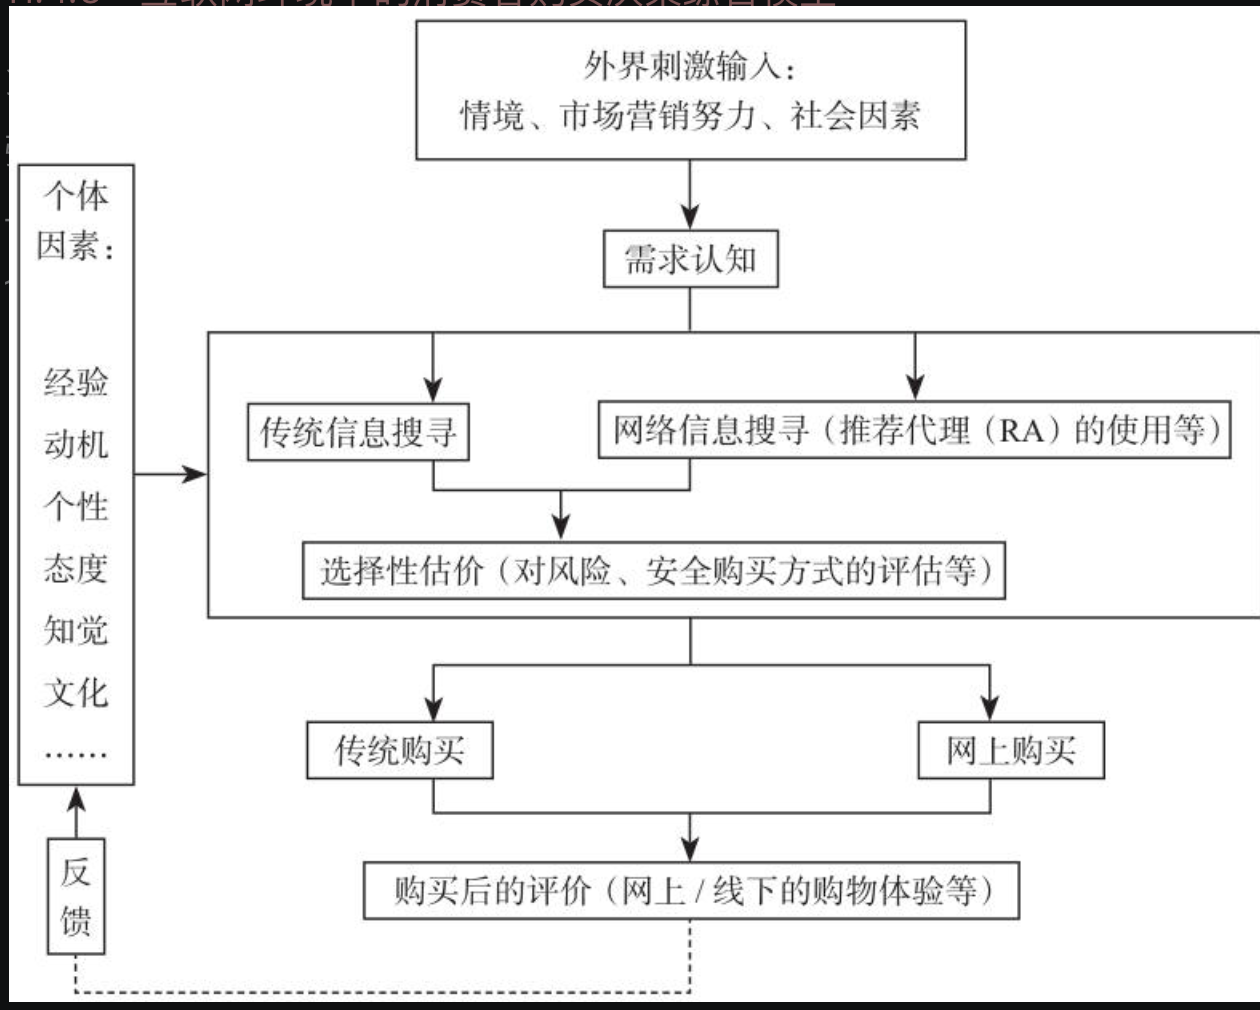 外界刺激输入：
情境、市场营销努力、社会因素
需求认知
个体
因素：
经验
动机
个性
态度
知觉
文化
……
传统信息搜寻
网络信息搜寻（推荐代理（RA）的使用等）
选择性估价（对风险、安全购买方式的评估等）
传统购买
网上购买
购买后的评价（网上/线下的购物体验等）
反
馈